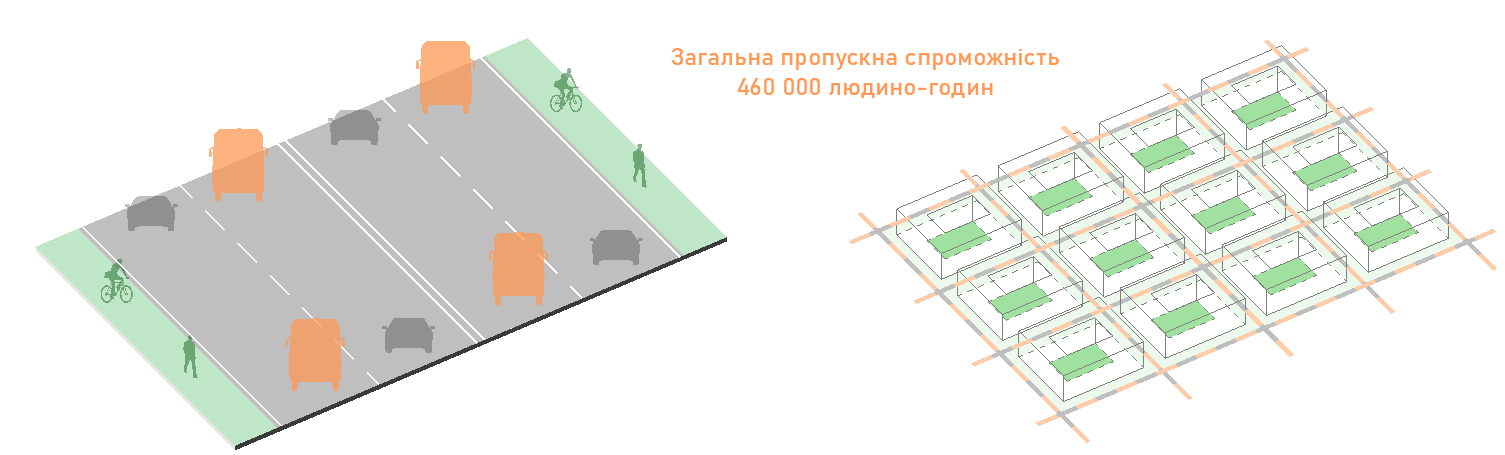 Загальна пропускна спроможність
460 000 людино-годин